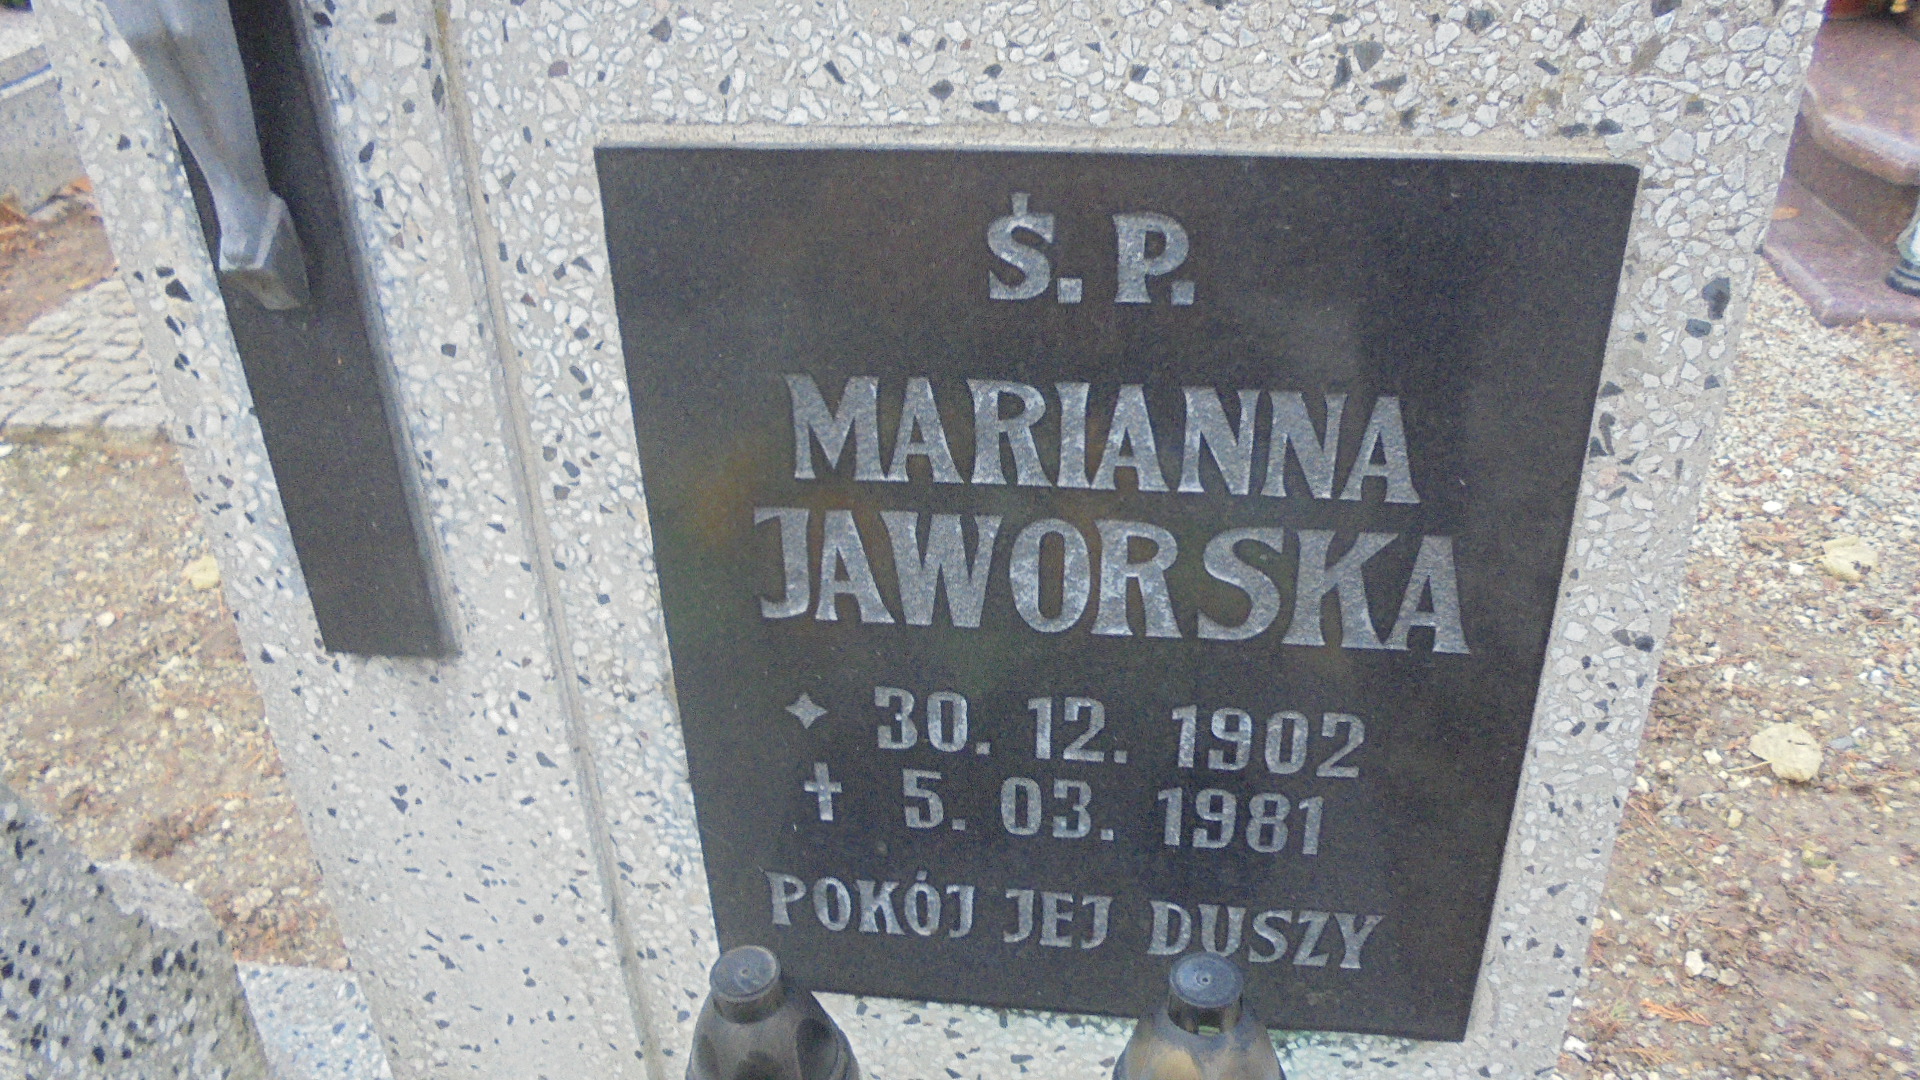 Ś. P.
MARIANNA
JAWORSKA
✦ 30. 12. 1902
✝ 5. 03. 1981
POKÓJ JEJ DUSZY